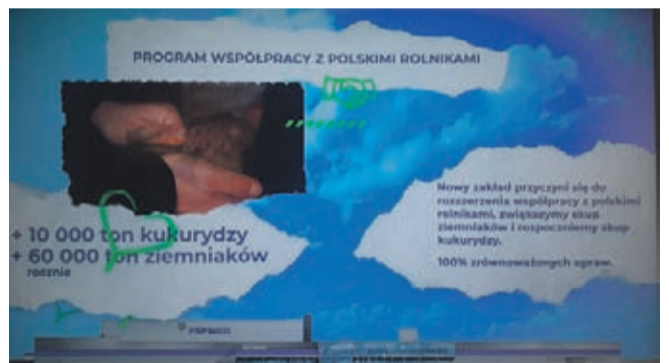 PROGRAM WSPÓŁPRACY Z POLSKIMI ROLNIKAMI
+ 10 000 ton kukurydzy
+ 60 000 ton ziemniaków
rocznie
Nowy zakład przyczyni się do
rozszerzenia współpracy z polskimi
rolnikami, zwiększymy skup
ziemniaków i rozpoczniemy skup
kukurydzy.
100% zrównoważonych upraw.
PEPSICO